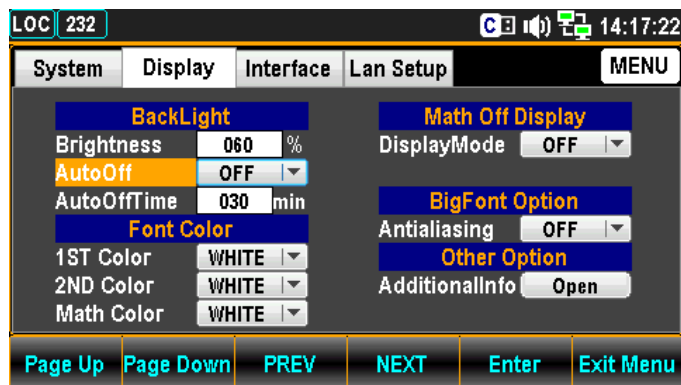 LOC 232 C 14:17:22
System Display Interface Lan Setup MENU
BackLight
Brightness 060 %
AutoOff OFF
AutoOffTime 030 min
Font Color
1ST Color WHITE
2ND Color WHITE
Math Color WHITE
Math Off Display
DisplayMode OFF
BigFont Option
Antialiasing OFF
Other Option
AdditionalInfo Open
Page Up Page Down PREV NEXT Enter Exit Menu